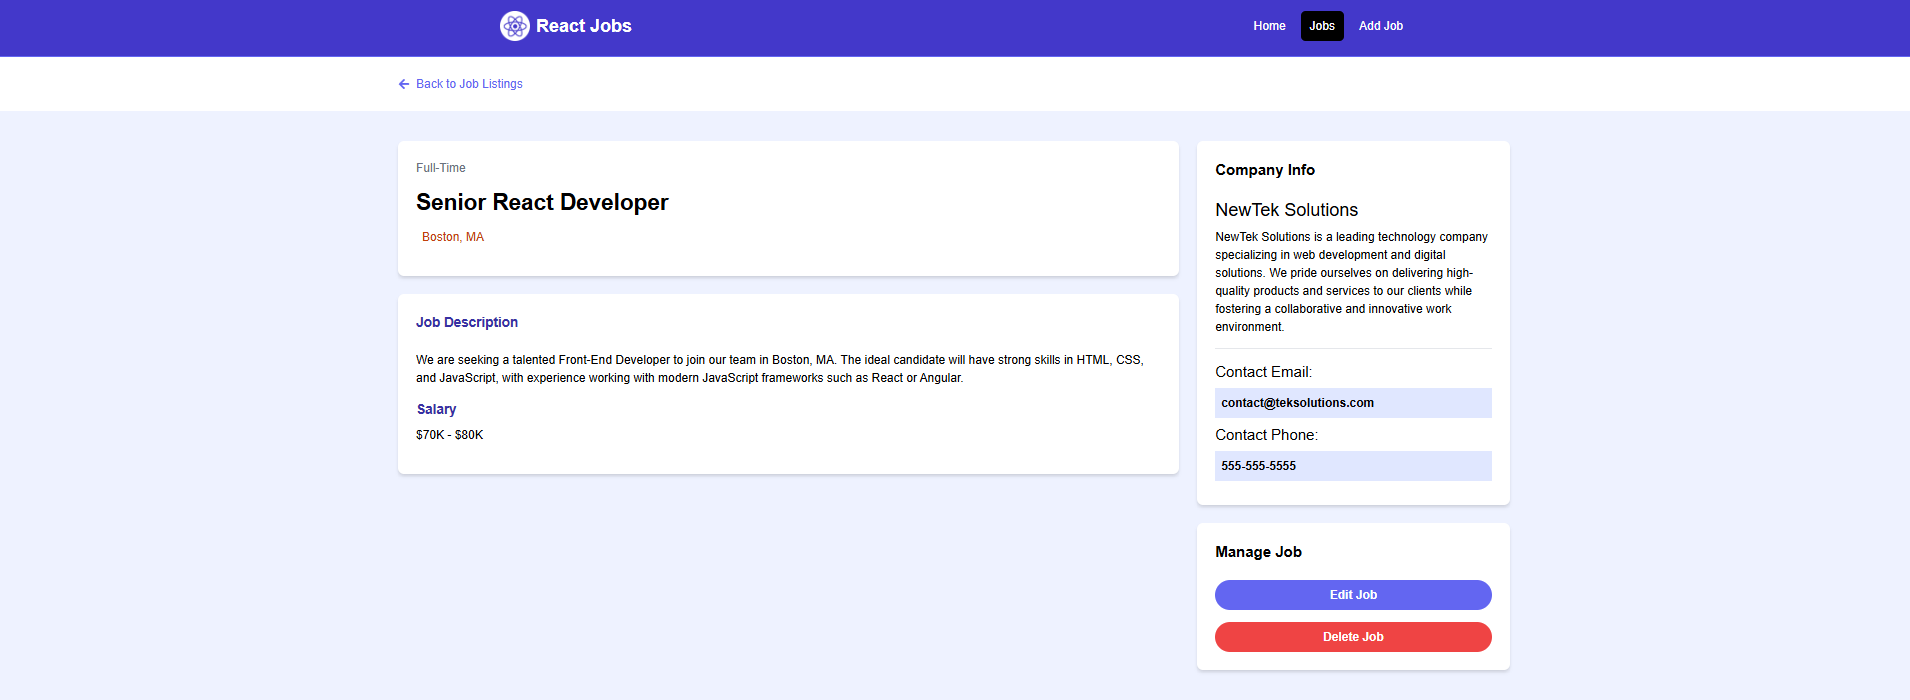 React Jobs
Home
Jobs
Add Job
Back to Job Listings
Full-Time
Senior React Developer
Boston, MA
Job Description
We are seeking a talented Front-End Developer to join our team in Boston, MA. The ideal candidate will have strong skills in HTML, CSS,
and JavaScript, with experience working with modern JavaScript frameworks such as React or Angular.
Salary
$70K - $80K
Company Info
NewTek Solutions
NewTek Solutions is a leading technology company
specializing in web development and digital
solutions. We pride ourselves on delivering high-
quality products and services to our clients while
fostering a collaborative and innovative work
environment.
Contact Email:
contact@teksolutions.com
Contact Phone:
555-555-5555
Manage Job
Edit Job
Delete Job